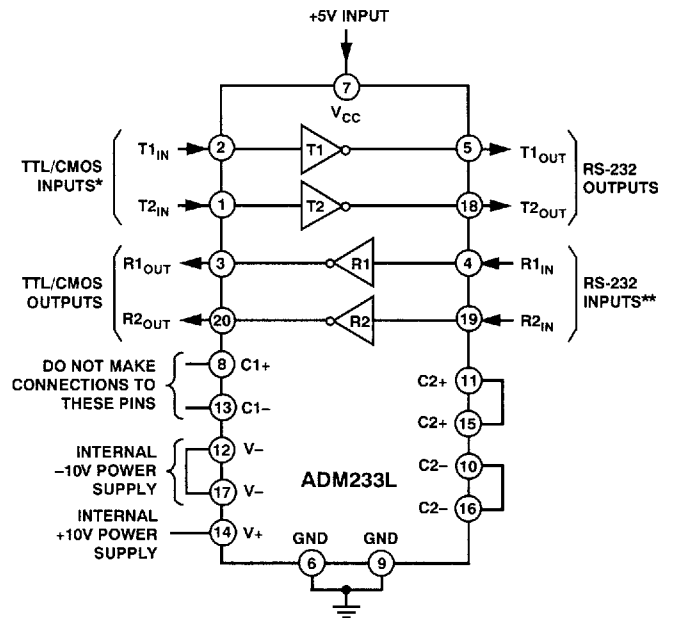 +5V INPUT
7
VCC
TTL/CMOS
INPUTS*
T1IN
2
T1
5
T1OUT
T2IN
1
T2
18
T2OUT
RS-232
OUTPUTS
TTL/CMOS
OUTPUTS
R1OUT
3
R1
4
R1IN
R2OUT
20
R2
19
R2IN
RS-232
INPUTS**
DO NOT MAKE
CONNECTIONS TO
THESE PINS
8
C1+
13
C1−
11
C2+
15
C2+
INTERNAL
−10V POWER
SUPPLY
12
V−
17
V−
10
C2−
16
C2−
ADM233L
INTERNAL
+10V POWER
SUPPLY
14
V+
GND
6
GND
9